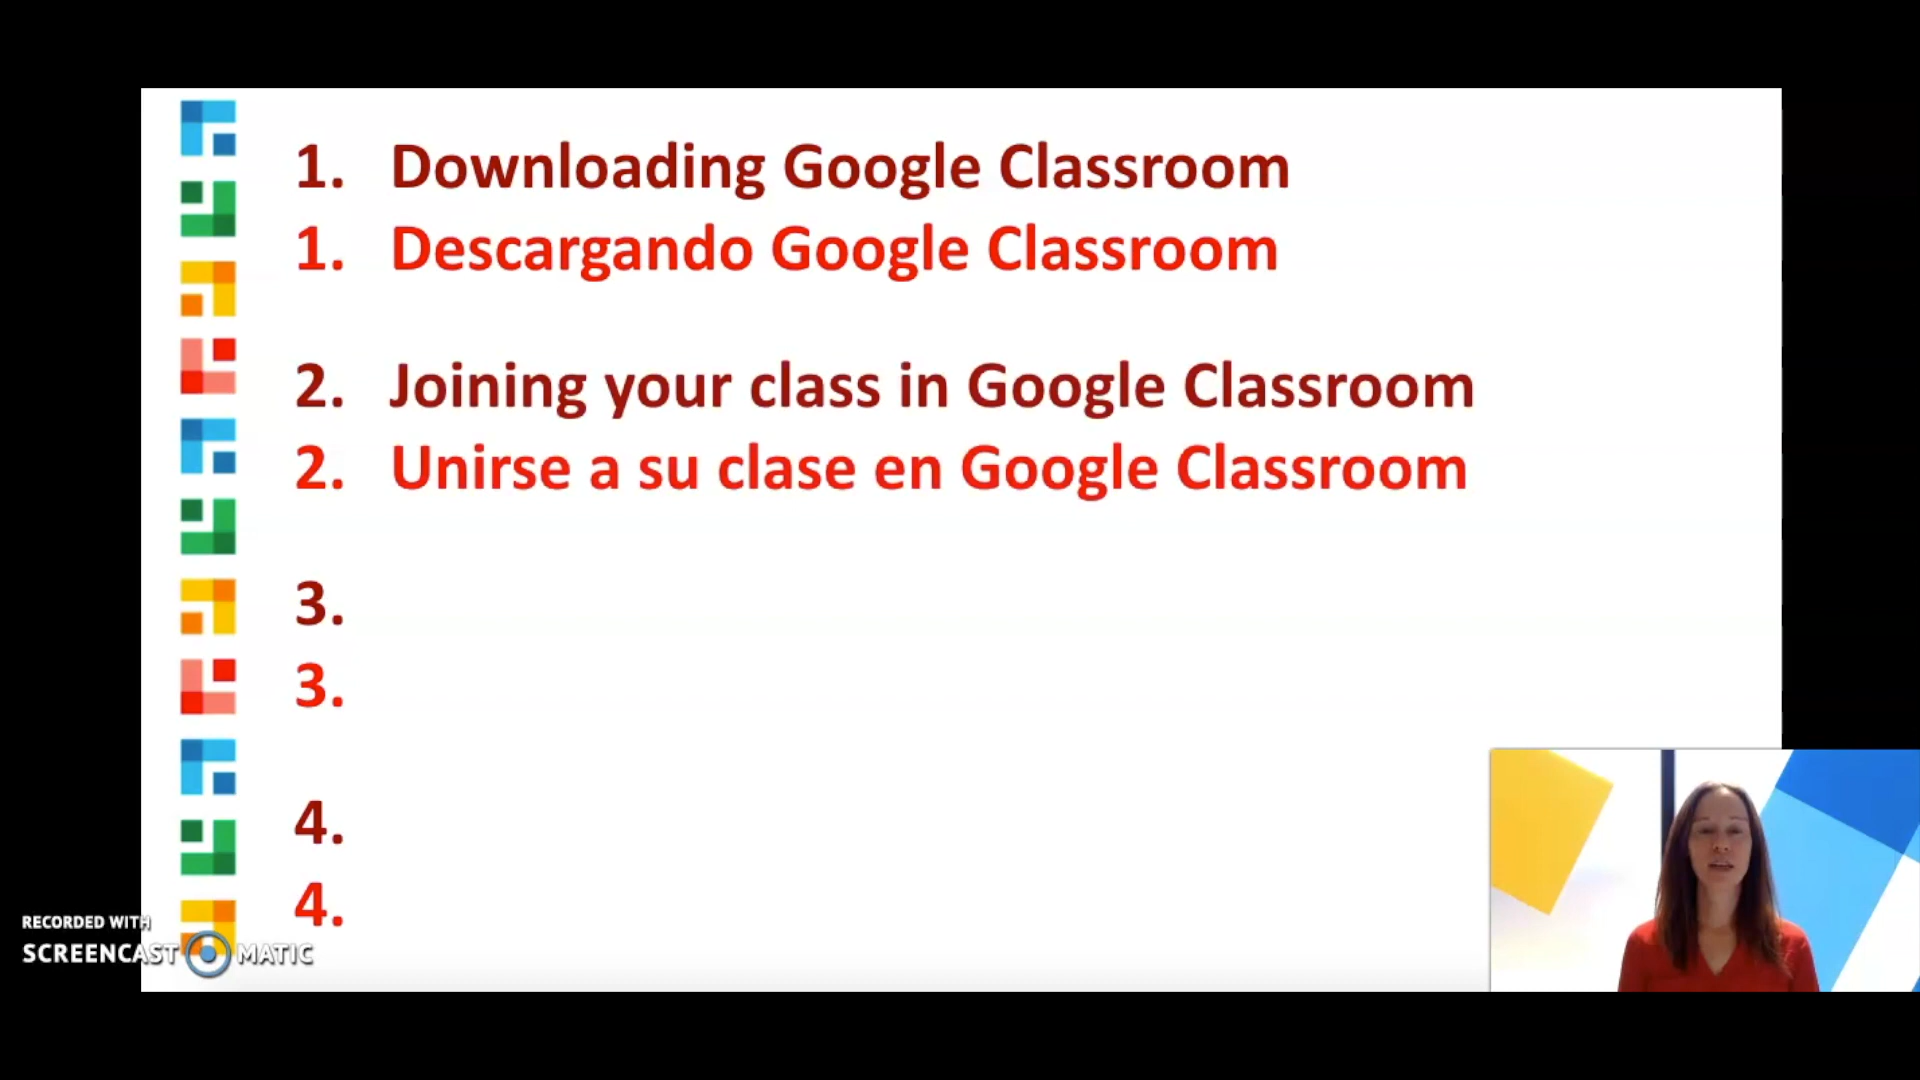 1. Downloading Google Classroom
1. Descargando Google Classroom
2. Joining your class in Google Classroom
2. Unirse a su clase en Google Classroom
3.
3.
4.
4.
RECORDED WITH
SCREENCAST MATIC